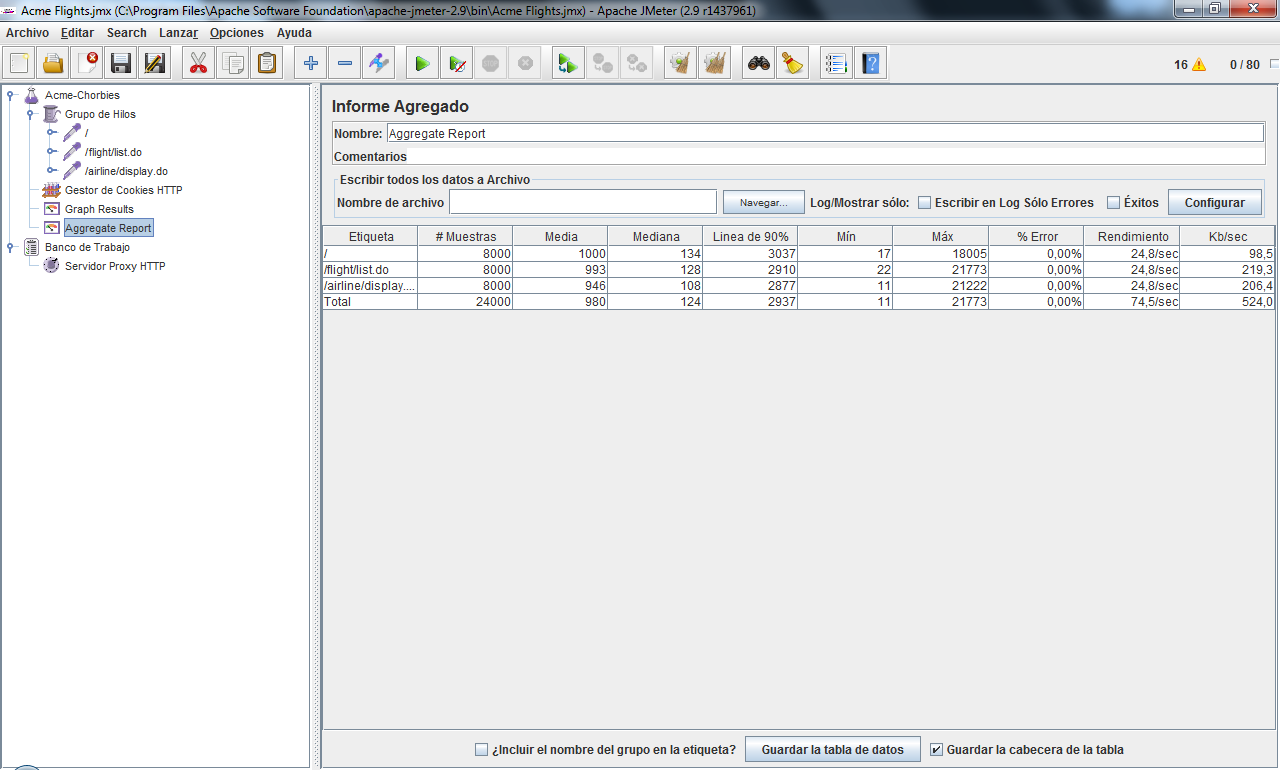 Acme Flights.jmx (C:\Program Files\Apache Software Foundation\apache-jmeter-2.9\bin\Acme Flights.jmx) - Apache JMeter (2.9 r1437961)
Archivo Editar Search Lanzar Opciones Ayuda
STOP 16 0 / 80
Acme-Chorbies
Grupo de Hilos
/
/flight/list.do
/airline/display.do
Gestor de Cookies HTTP
Graph Results
Aggregate Report
Banco de Trabajo
Servidor Proxy HTTP
Informe Agregado
Nombre: Aggregate Report
Comentarios
Escribir todos los datos a Archivo
Nombre de archivo Navegar... Log/Mostrar sólo: Escribir en Log Sólo Errores Éxitos Configurar
Etiqueta # Muestras Media Mediana Linea de 90% Mín Máx % Error Rendimiento Kb/sec
/ 8000 1000 134 3037 17 18005 0,00% 24,8/sec 98,5
/flight/list.do 8000 993 128 2910 22 21773 0,00% 24,8/sec 219,3
/airline/display.... 8000 946 108 2877 11 21222 0,00% 24,8/sec 206,4
Total 24000 980 124 2937 11 21773 0,00% 74,5/sec 524,0
¿Incluir el nombre del grupo en la etiqueta? Guardar la tabla de datos Guardar la cabecera de la tabla